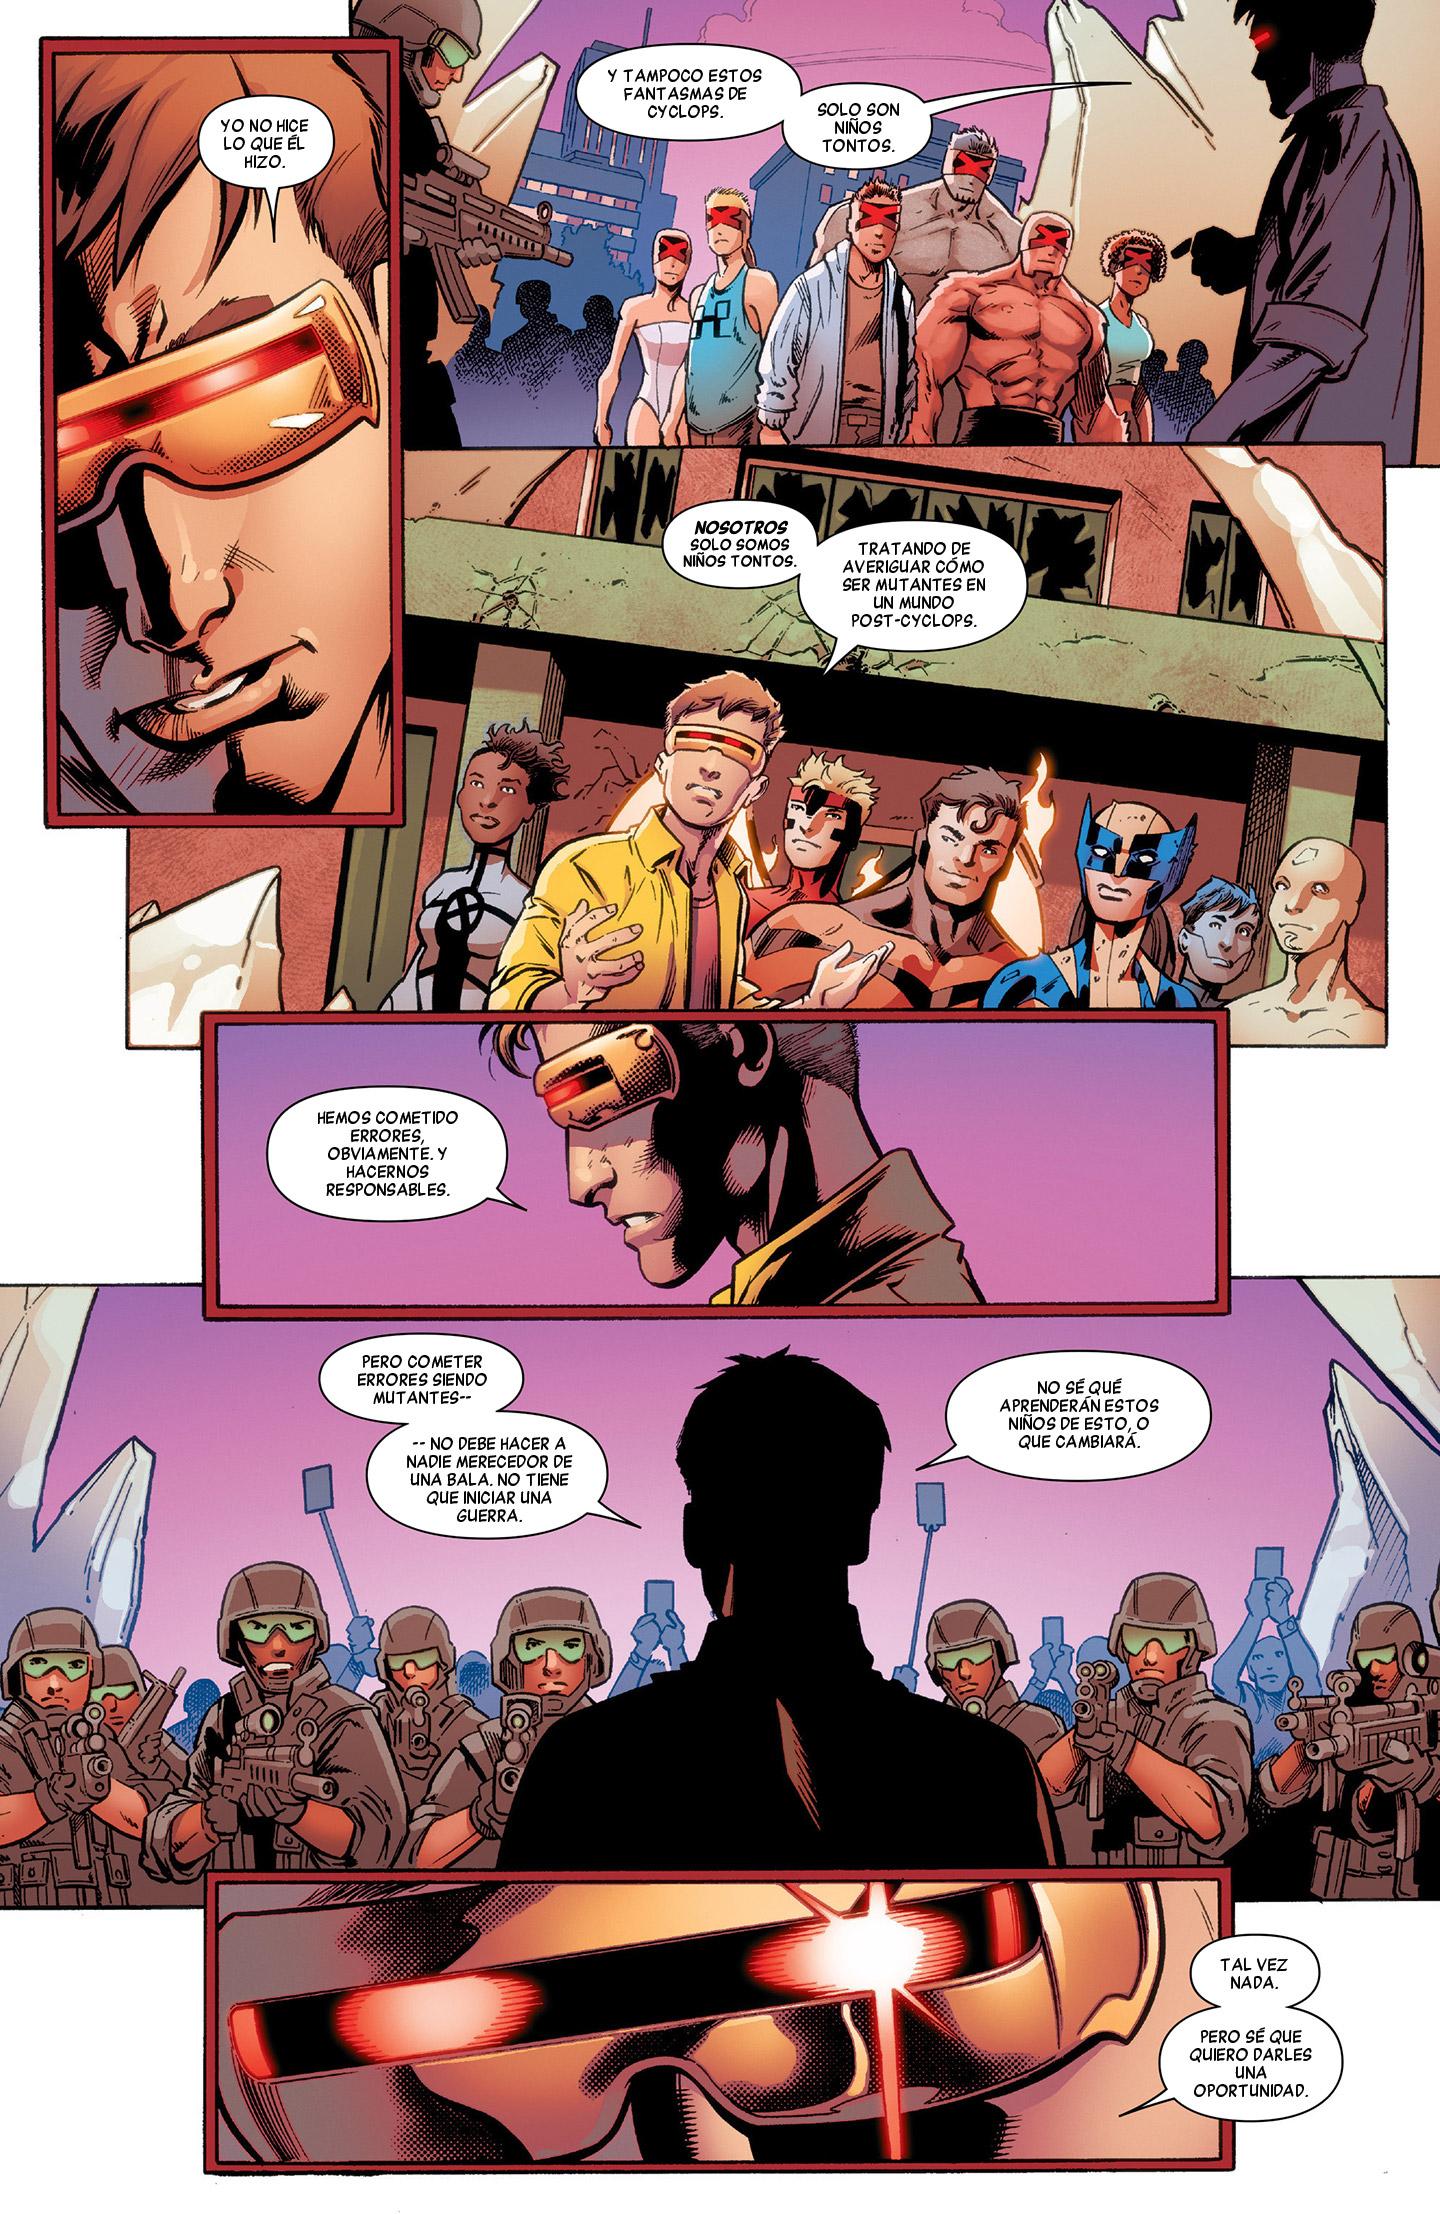 YO NO HICE
LO QUE ÉL
HIZO.
Y TAMPOCO ESTOS
FANTASMAS DE
CYCLOPS.
SOLO SON
NIÑOS
TONTOS.
NOSOTROS
SOLO SOMOS
NIÑOS TONTOS.
TRATANDO DE
AVERIGUAR CÓMO
SER MUTANTES EN
UN MUNDO
POST-CYCLOPS.
HEMOS COMETIDO
ERRORES,
OBVIAMENTE. Y
HACERNOS
RESPONSABLES.
PERO COMETER
ERRORES SIENDO
MUTANTES--
-- NO DEBE HACER A
NADIE MERECEDOR DE
UNA BALA. NO TIENE
QUE INICIAR UNA
GUERRA.
NO SÉ QUÉ
APRENDERÁN ESTOS
NIÑOS DE ESTO, O
QUE CAMBIARÁ.
TAL VEZ
NADA.
PERO SÉ QUE
QUIERO DARLES
UNA
OPORTUNIDAD.